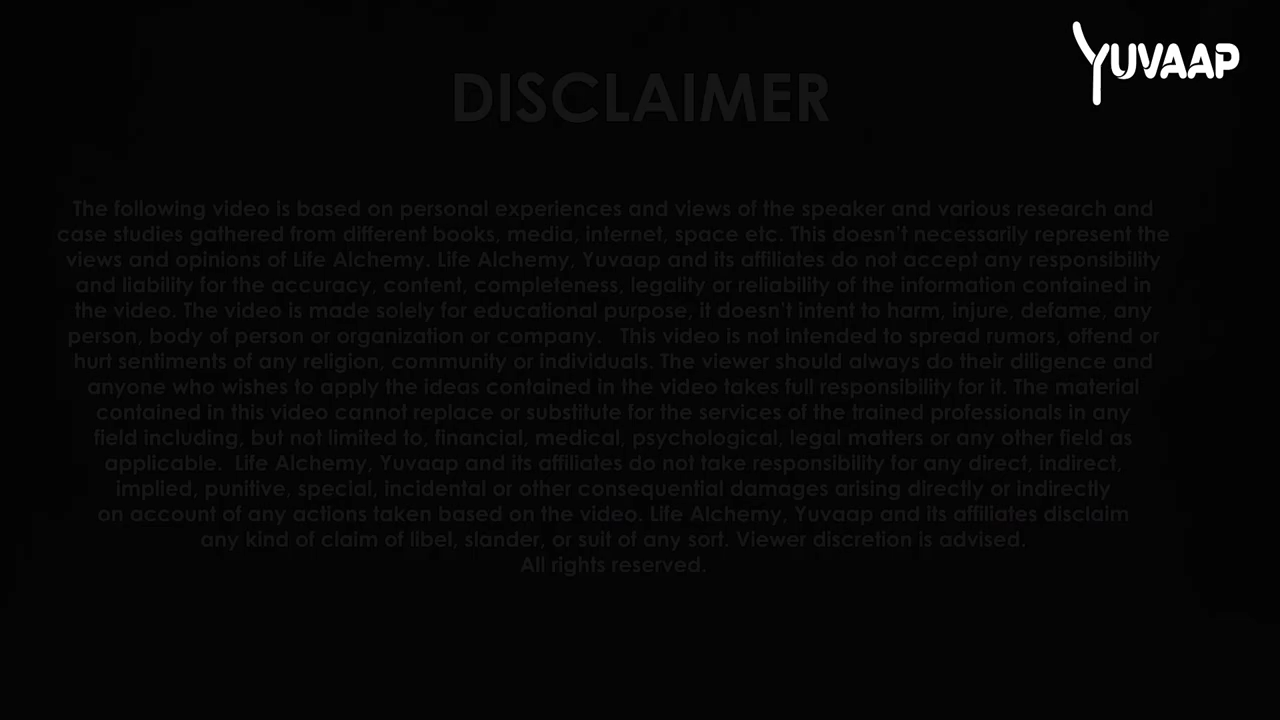 YUVAAP
DISCLAIMER
The following video is based on personal experiences and views of the speaker and various research and
case studies gathered from different books, media, internet, space etc. This doesn't necessarily represent the
views and opinions of Life Alchemy. Life Alchemy, Yuvaap and its affiliates do not accept any responsibility
and liability for the accuracy, content, completeness, legality or reliability of the information contained in
the video. The video is made solely for educational purpose, it doesn't intent to harm, injure, defame, any
person, body of person or organization or company.   This video is not intended to spread rumors, offend or
hurt sentiments of any religion, community or individuals. The viewer should always do their diligence and
anyone who wishes to apply the ideas contained in the video takes full responsibility for it. The material
contained in this video cannot replace or substitute for the services of the trained professionals in any
field including, but not limited to, financial, medical, psychological, legal matters or any other field as
applicable.  Life Alchemy, Yuvaap and its affiliates do not take responsibility for any direct, indirect,
implied, punitive, special, incidental or other consequential damages arising directly or indirectly
on account of any actions taken based on the video. Life Alchemy, Yuvaap and its affiliates disclaim
any kind of claim of libel, slander, or suit of any sort. Viewer discretion is advised.
All rights reserved.